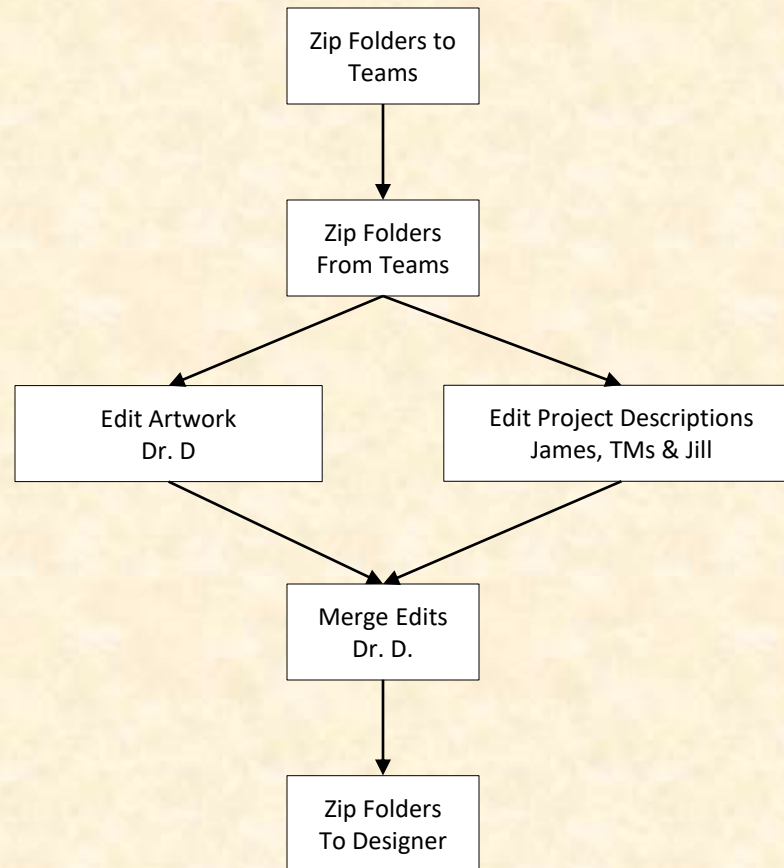 Zip Folders to
Teams
Zip Folders
From Teams
Edit Artwork
Dr. D
Edit Project Descriptions
James, TMs & Jill
Merge Edits
Dr. D.
Zip Folders
To Designer